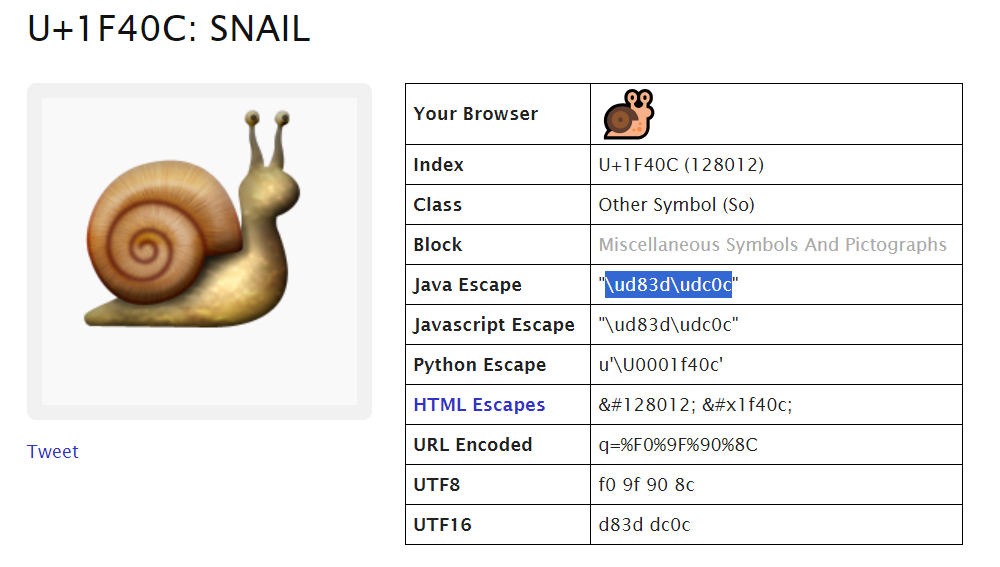 U+1F40C: SNAIL
Your Browser
Index U+1F40C (128012)
Class Other Symbol (So)
Block Miscellaneous Symbols And Pictographs
Java Escape "\ud83d\udc0c"
Javascript Escape "\ud83d\udc0c"
Python Escape u'\U0001f40c'
HTML Escapes &#128012; &#x1f40c;
URL Encoded q=%F0%9F%90%8C
UTF8 f0 9f 90 8c
UTF16 d83d dc0c
Tweet